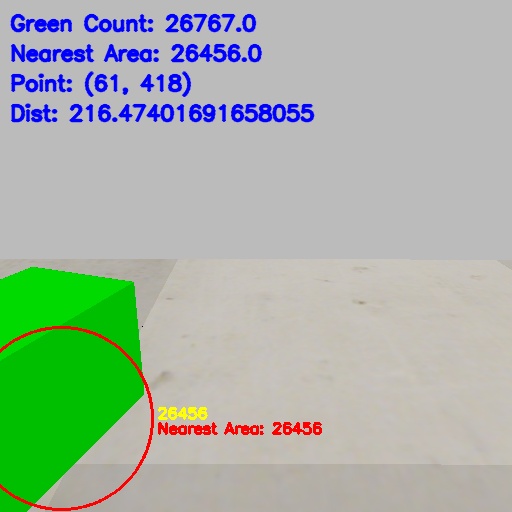 Green Count: 26767.0
Nearest Area: 26456.0
Point: (61, 418)
Dist: 216.47401691658055
26456
Nearest Area: 26456